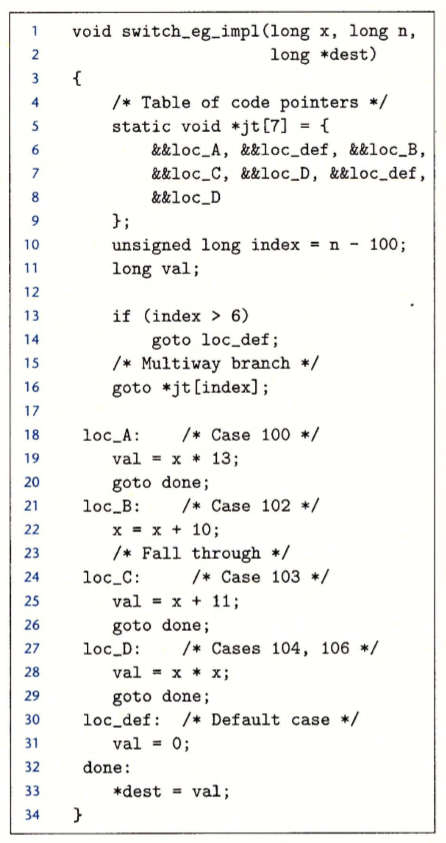 1 void switch_eg_impl(long x, long n,
2 long *dest)
3 {
4 /* Table of code pointers */
5 static void *jt[7] = {
6 &&loc_A, &&loc_def, &&loc_B,
7 &&loc_C, &&loc_D, &&loc_def,
8 &&loc_D
9 };
10 unsigned long index = n - 100;
11 long val;
12
13 if (index > 6)
14 goto loc_def;
15 /* Multiway branch */
16 goto *jt[index];
17
18 loc_A: /* Case 100 */
19 val = x * 13;
20 goto done;
21 loc_B: /* Case 102 */
22 x = x + 10;
23 /* Fall through */
24 loc_C: /* Case 103 */
25 val = x + 11;
26 goto done;
27 loc_D: /* Cases 104, 106 */
28 val = x * x;
29 goto done;
30 loc_def: /* Default case */
31 val = 0;
32 done:
33 *dest = val;
34 }